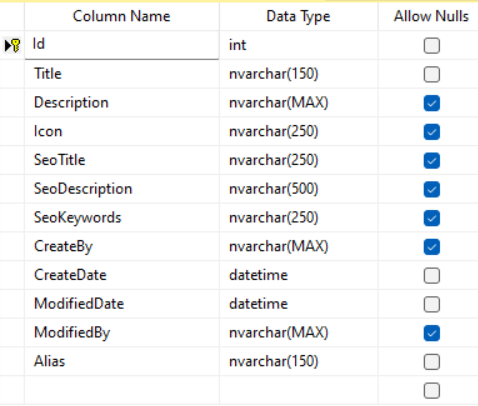 Column Name Data Type Allow Nulls
Id int
Title nvarchar(150)
Description nvarchar(MAX)
Icon nvarchar(250)
SeoTitle nvarchar(250)
SeoDescription nvarchar(500)
SeoKeywords nvarchar(250)
CreateBy nvarchar(MAX)
CreateDate datetime
ModifiedDate datetime
ModifiedBy nvarchar(MAX)
Alias nvarchar(150)